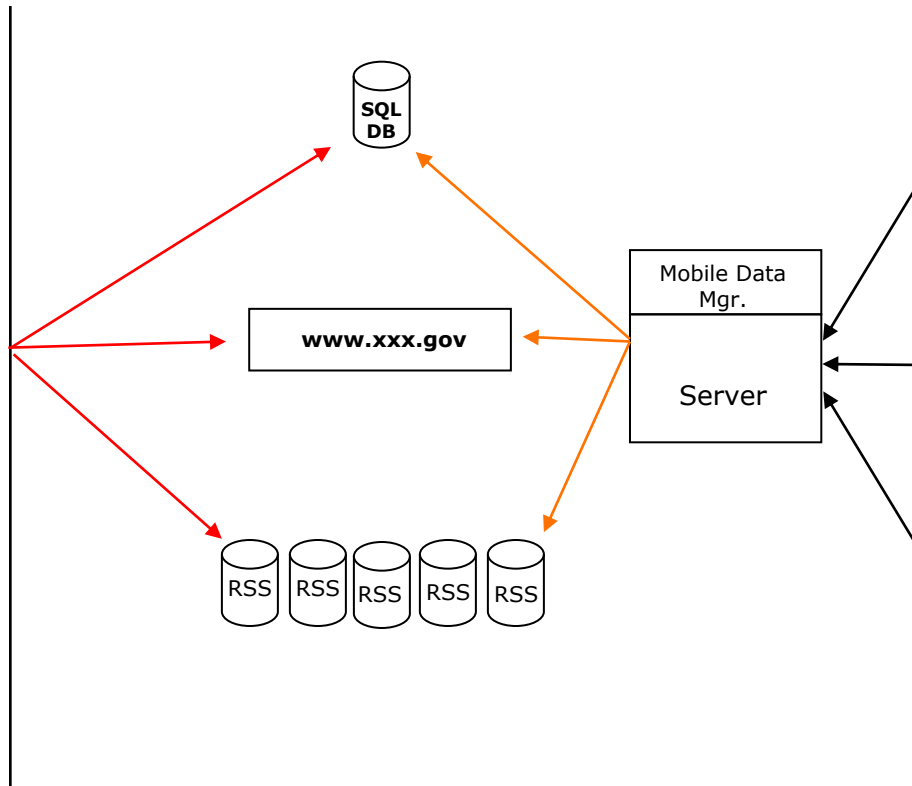 SQL
DB
Mobile Data
Mgr.
www.xxx.gov
Server
RSS
RSS
RSS
RSS
RSS